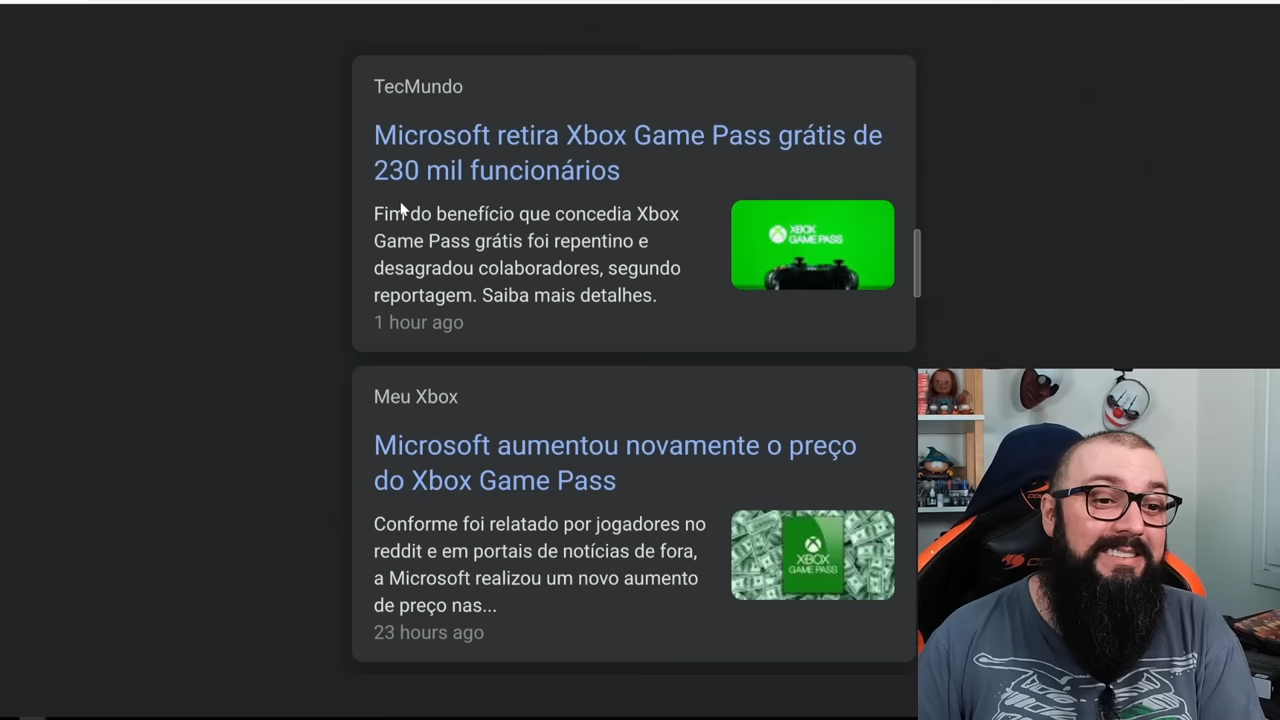 TecMundo
Microsoft retira Xbox Game Pass grátis de
230 mil funcionários
Fim do benefício que concedia Xbox
Game Pass grátis foi repentino e
desagradou colaboradores, segundo
reportagem. Saiba mais detalhes.
1 hour ago
XBOX
GAME PASS
Meu Xbox
Microsoft aumentou novamente o preço
do Xbox Game Pass
Conforme foi relatado por jogadores no
reddit e em portais de notícias de fora,
a Microsoft realizou um novo aumento
de preço nas...
23 hours ago
XBOX
GAME PASS